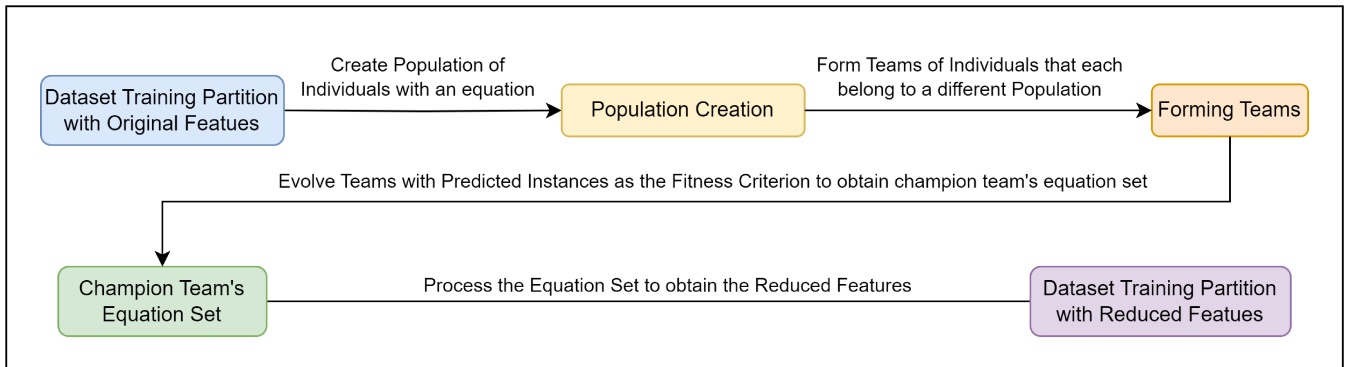 Create Population of
Individuals with an equation
Form Teams of Individuals that each
belong to a different Population
Dataset Training Partition
with Original Featues
Population Creation
Forming Teams
Evolve Teams with Predicted Instances as the Fitness Criterion to obtain champion team's equation set
Champion Team's
Equation Set
Process the Equation Set to obtain the Reduced Features
Dataset Training Partition
with Reduced Featues